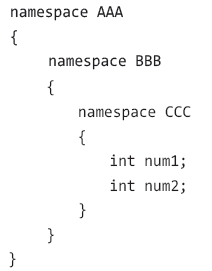 namespace AAA
{
    namespace BBB
    {
        namespace CCC
        {
            int num1;
            int num2;
        }
    }
}